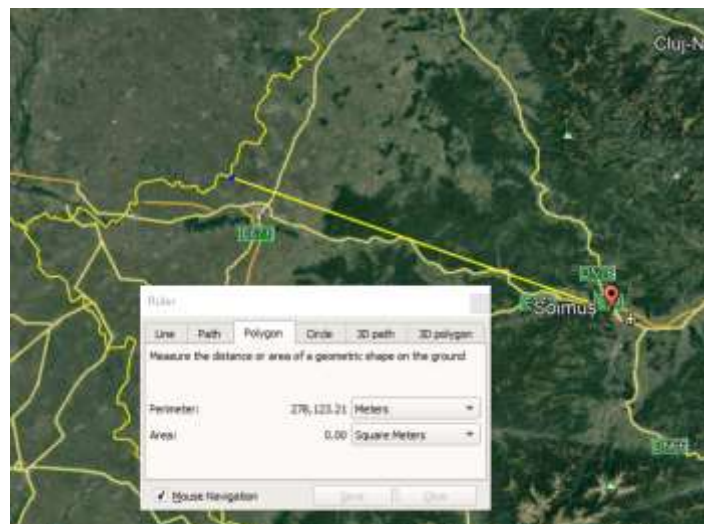 Cluj-N
Soimus
Ruler
Line Path Polygon Circle 3D path 3D polygon
Measure the distance or area of a geometric shape on the ground
Perimeter: 278,123.21 Meters
Area: 0.00 Square Meters
Mouse Navigation Save Clear